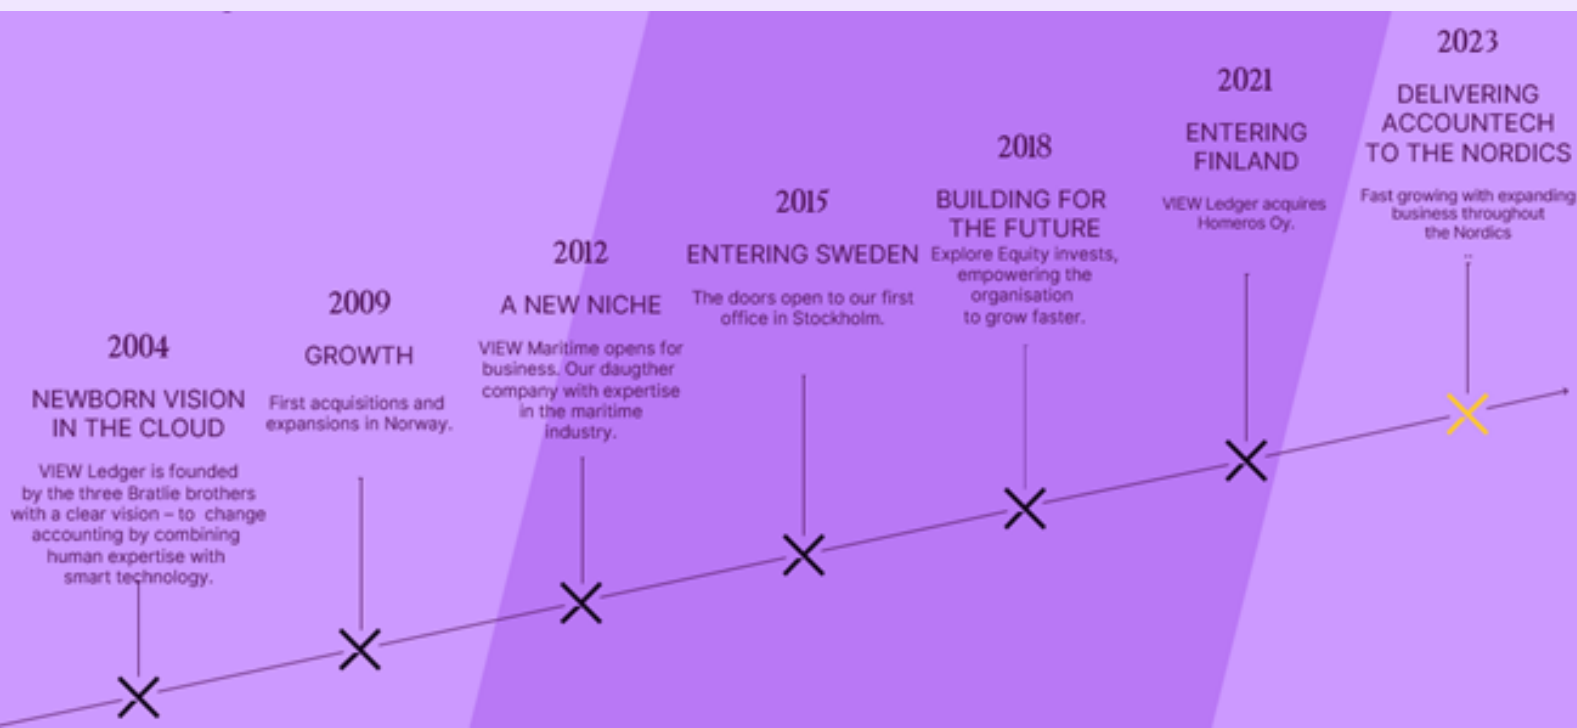 2004
NEWBORN VISION
IN THE CLOUD
VIEW Ledger is founded
by the three Bratlie brothers
with a clear vision – to change
accounting by combining
human expertise with
smart technology.
2009
GROWTH
First acquisitions and
expansions in Norway.
2012
A NEW NICHE
VIEW Maritime opens for
business. Our daugther
company with expertise
in the maritime
industry.
2015
ENTERING SWEDEN
The doors open to our first
office in Stockholm.
2018
BUILDING FOR
THE FUTURE
Explore Equity invests,
empowering the
organisation
to grow faster.
2021
ENTERING
FINLAND
VIEW Ledger acquires
Homeros Oy.
2023
DELIVERING
ACCOUNTECH
TO THE NORDICS
Fast growing with expanding
business throughout
the Nordics
..